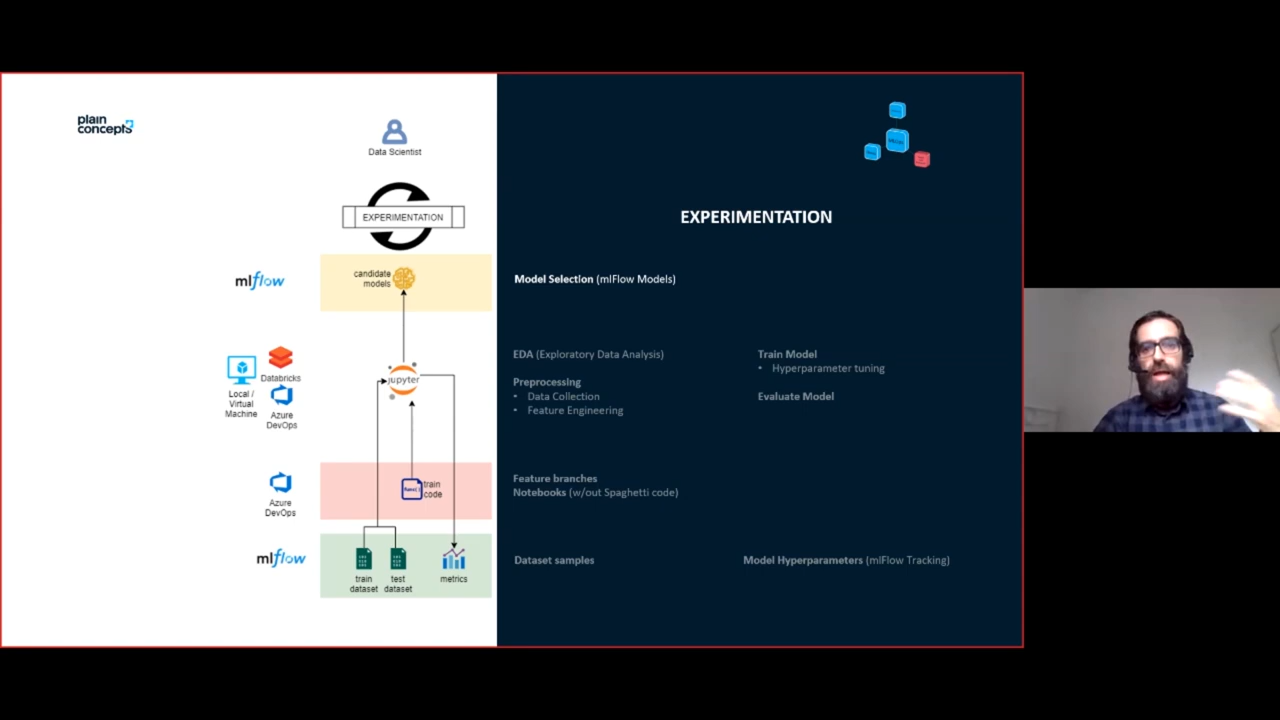 plain
concepts
Data Scientist
EXPERIMENTATION
EXPERIMENTATION
mlflow
candidate
models
Model Selection (mlFlow Models)
Databricks
Local /
Virtual
Machine
Azure
DevOps
jupyter
EDA (Exploratory Data Analysis)
Preprocessing
• Data Collection
• Feature Engineering
Train Model
• Hyperparameter tuning
Evaluate Model
Azure
DevOps
train
code
Feature branches
Notebooks (w/out Spaghetti code)
mlflow
train
dataset
test
dataset
metrics
Dataset samples
Model Hyperparameters (mlFlow Tracking)